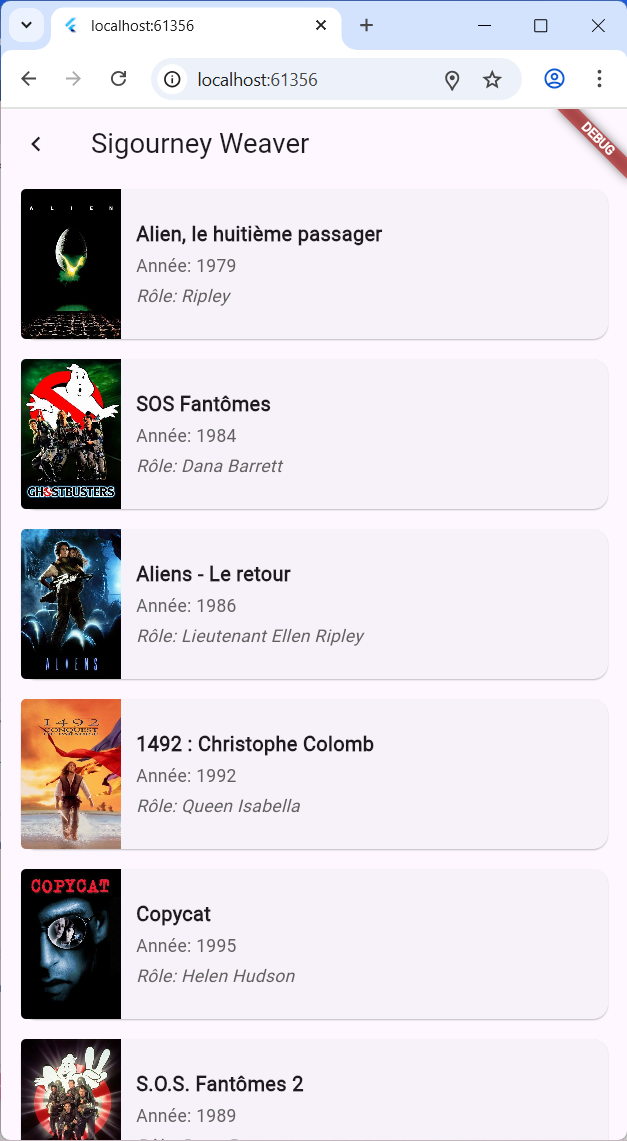 localhost:61356
localhost:61356
DEBUG
Sigourney Weaver
A L I E N
Alien, le huitième passager
Année: 1979
Rôle: Ripley
GHOSTBUSTERS
SOS Fantômes
Année: 1984
Rôle: Dana Barrett
ALIENS
Aliens - Le retour
Année: 1986
Rôle: Lieutenant Ellen Ripley
1492
CONQUEST
1492 : Christophe Colomb
Année: 1992
Rôle: Queen Isabella
COPYCAT
Copycat
Année: 1995
Rôle: Helen Hudson
S.O.S. Fantômes 2
Année: 1989